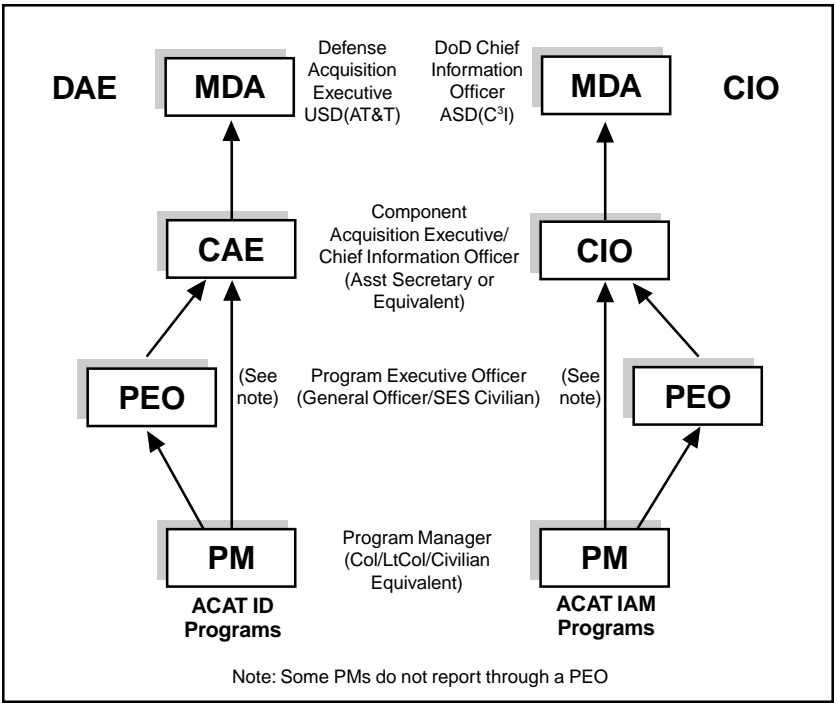 DAE
MDA
Defense
Acquisition
Executive
USD(AT&T)
DoD Chief
Information
Officer
ASD(C³I)
MDA
CIO
CAE
Component
Acquisition Executive/
Chief Information Officer
(Asst Secretary or
Equivalent)
CIO
PEO
(See
note)
Program Executive Officer
(General Officer/SES Civilian)
(See
note)
PEO
PM
Program Manager
(Col/LtCol/Civilian
Equivalent)
PM
ACAT ID
Programs
ACAT IAM
Programs
Note: Some PMs do not report through a PEO